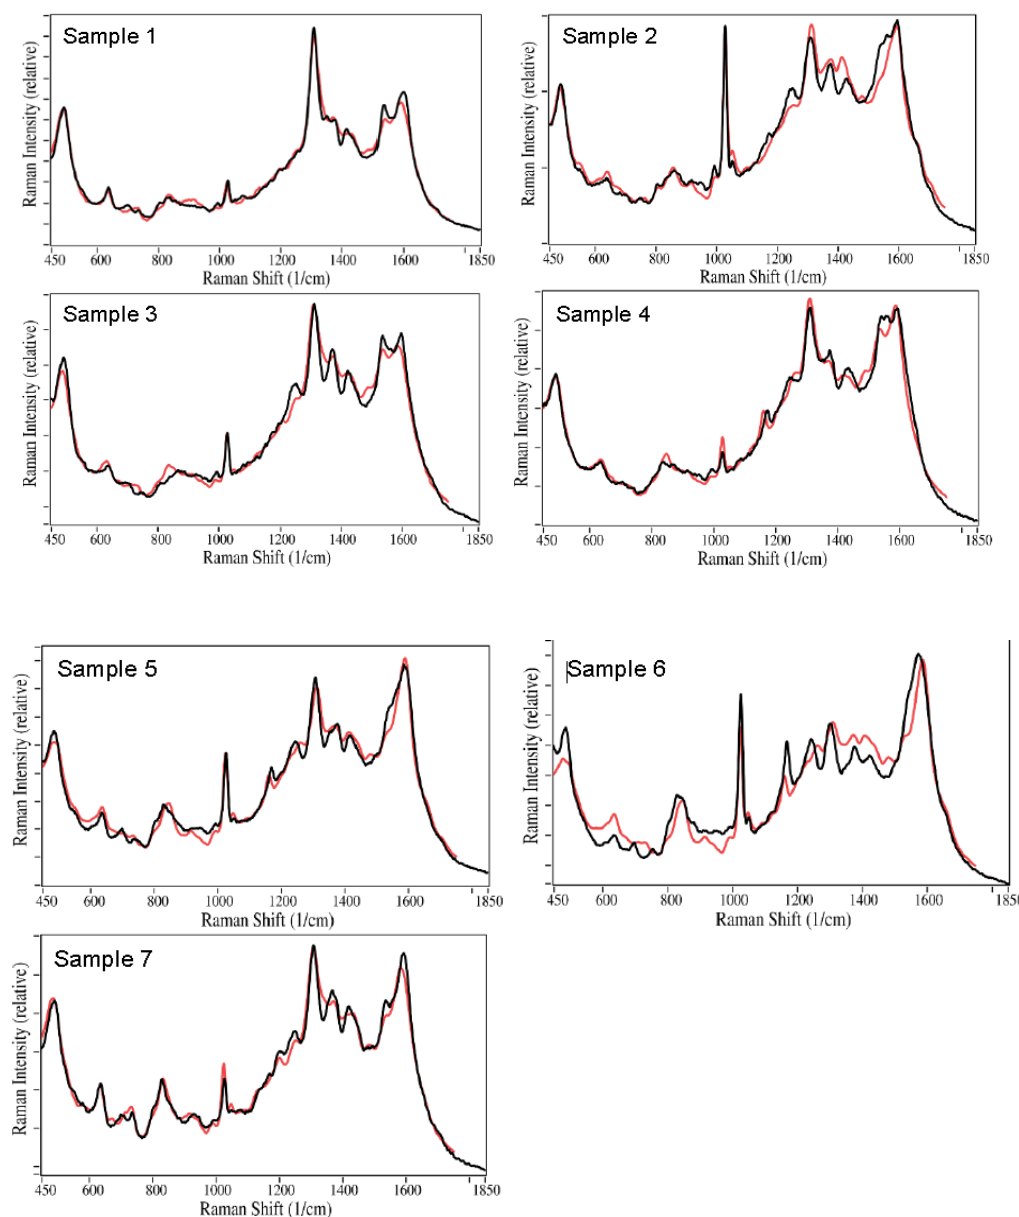 Sample 1
Raman Intensity (relative)
450 600 800 1000 1200 1400 1600 1850
Raman Shift (1/cm)
Sample 2
Raman Intensity (relative)
450 600 800 1000 1200 1400 1600 1850
Raman Shift (1/cm)
Sample 3
Raman Intensity (relative)
450 600 800 1000 1200 1400 1600 1850
Raman Shift (1/cm)
Sample 4
Raman Intensity (relative)
450 600 800 1000 1200 1400 1600 1850
Raman Shift (1/cm)
Sample 5
Raman Intensity (relative)
450 600 800 1000 1200 1400 1600 1850
Raman Shift (1/cm)
Sample 6
Raman Intensity (relative)
450 600 800 1000 1200 1400 1600 1850
Raman Shift (1/cm)
Sample 7
Raman Intensity (relative)
450 600 800 1000 1200 1400 1600 1850
Raman Shift (1/cm)